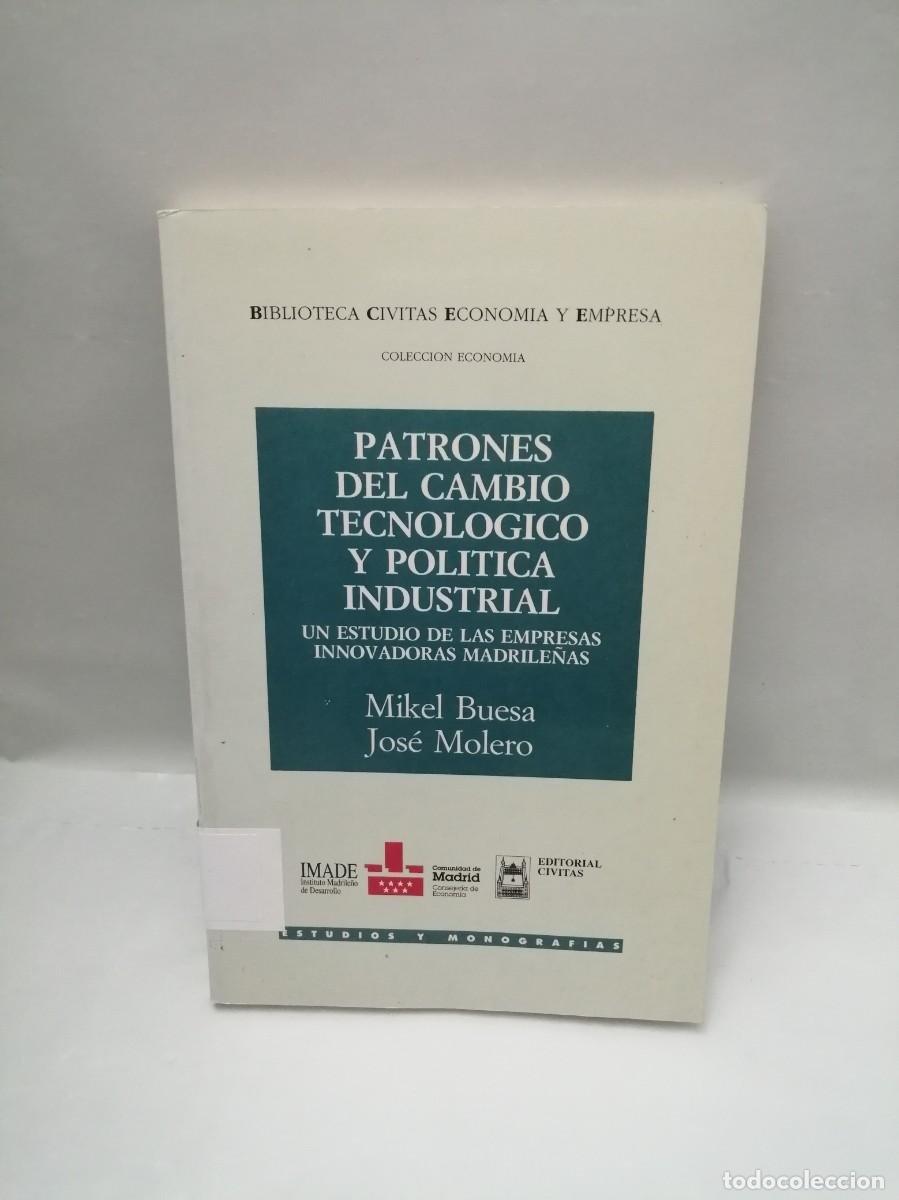 BIBLIOTECA CIVITAS ECONOMIA Y EMPRESA
COLECCION ECONOMIA
PATRONES
DEL CAMBIO
TECNOLOGICO
Y POLITICA
INDUSTRIAL
UN ESTUDIO DE LAS EMPRESAS
INNOVADORAS MADRILEÑAS
Mikel Buesa
José Molero
IMADE
Instituto Madrileño
de Desarrollo
Comunidad de
Madrid
Consejería de
Economía
EDITORIAL
CIVITAS
ESTUDIOS Y MONOGRAFIAS
todocoleccion